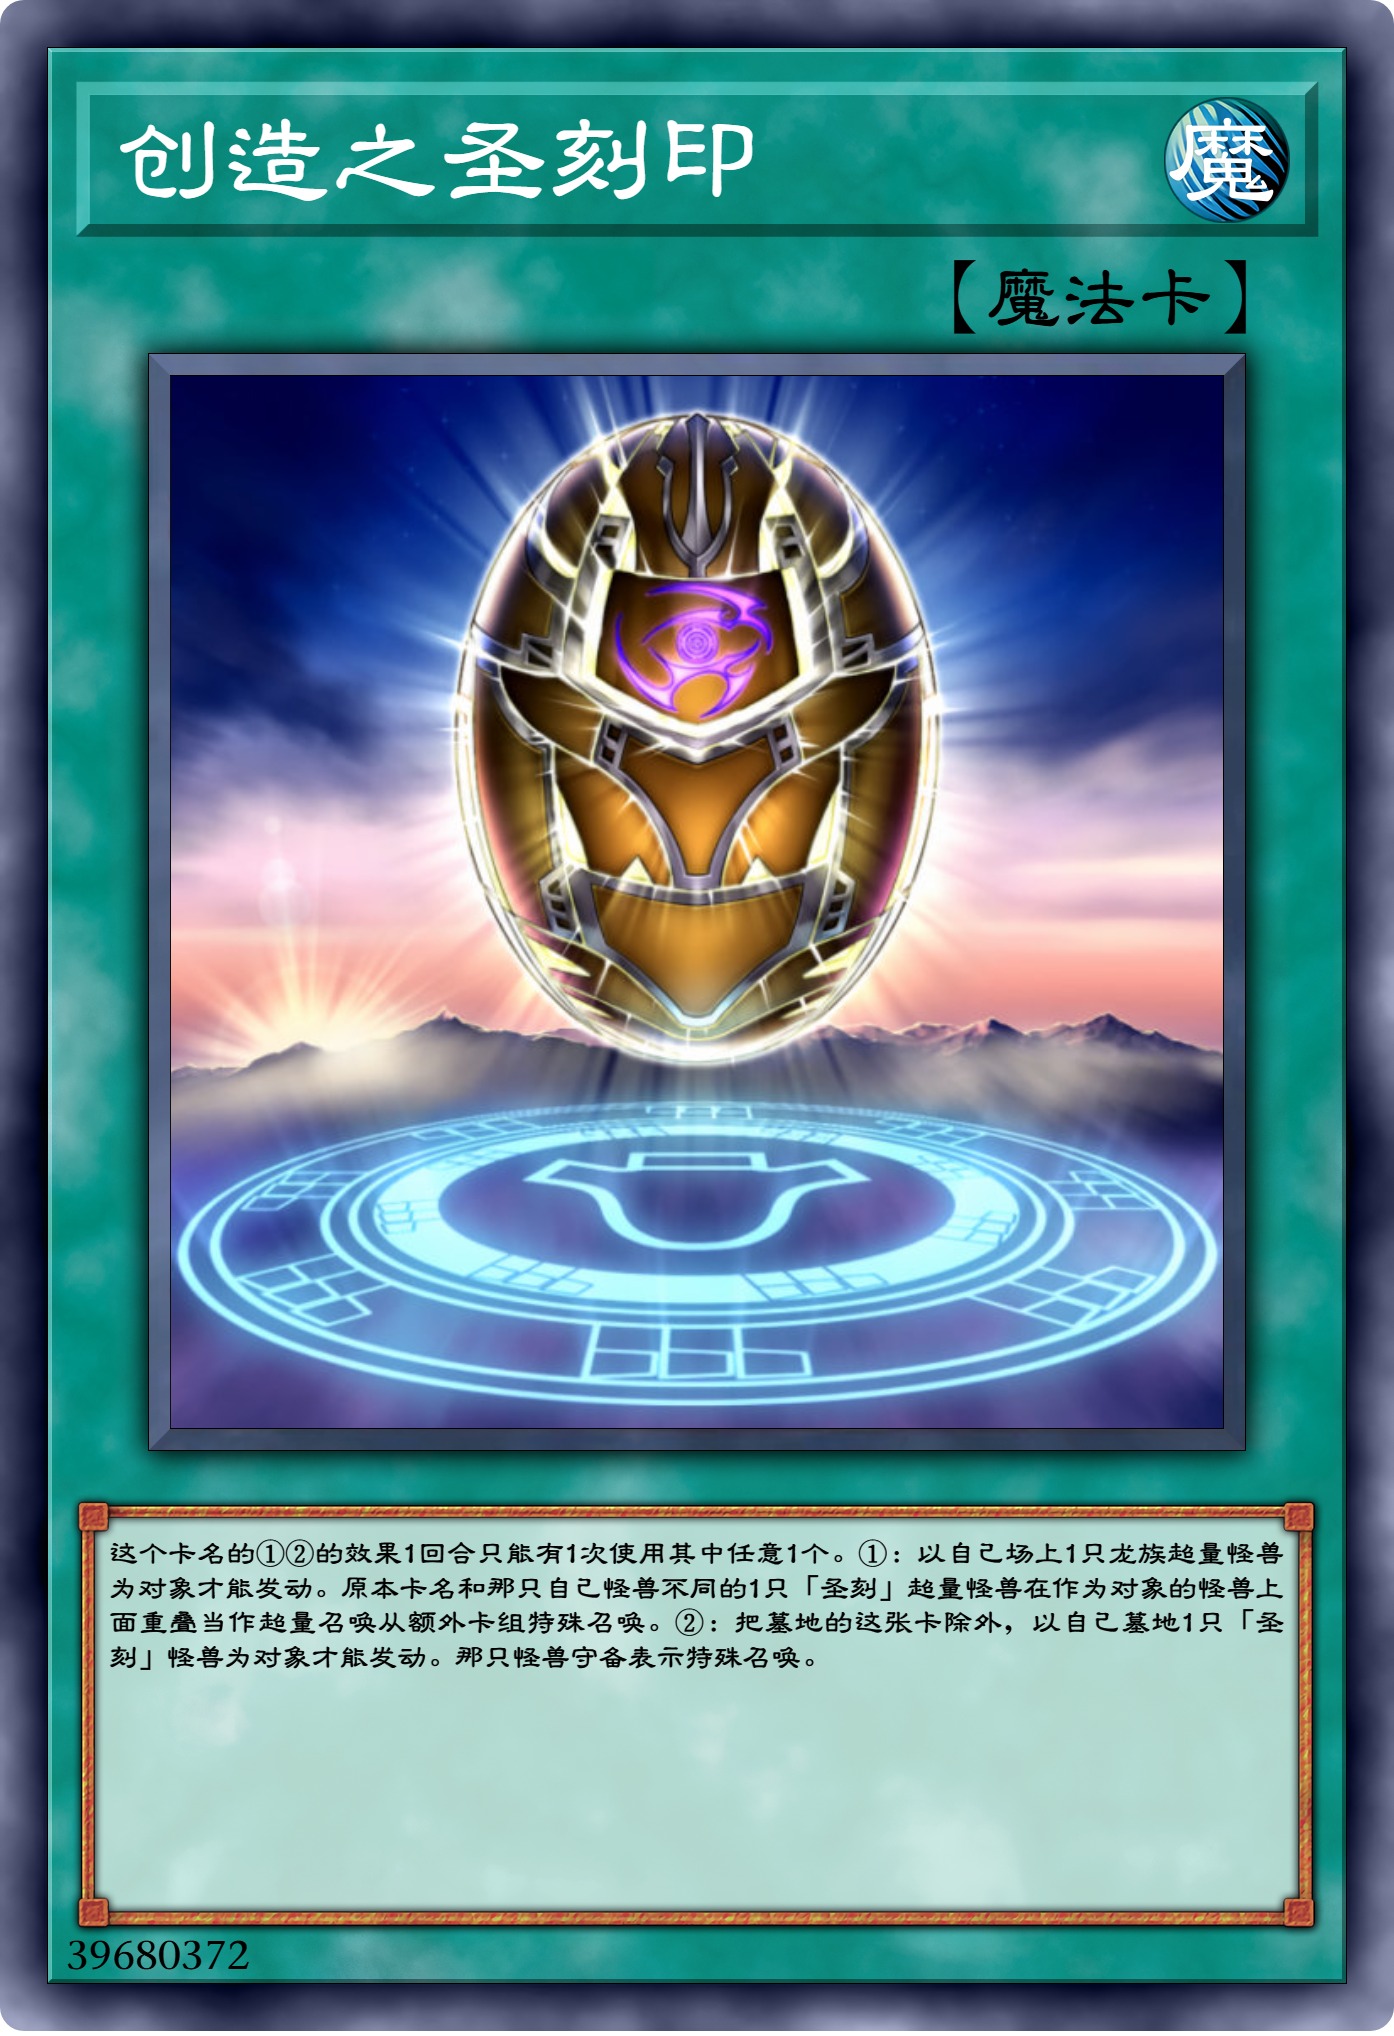 创造之圣刻印
魔
【魔法卡】
这个卡名的①②的效果1回合只能有1次使用其中任意1个。①：以自己场上1只龙族超量怪兽
为对象才能发动。原本卡名和那只自己怪兽不同的1只「圣刻」超量怪兽在作为对象的怪兽上
面重叠当作超量召唤从额外卡组特殊召唤。②：把墓地的这张卡除外，以自己墓地1只「圣
刻」怪兽为对象才能发动。那只怪兽守备表示特殊召唤。
39680372